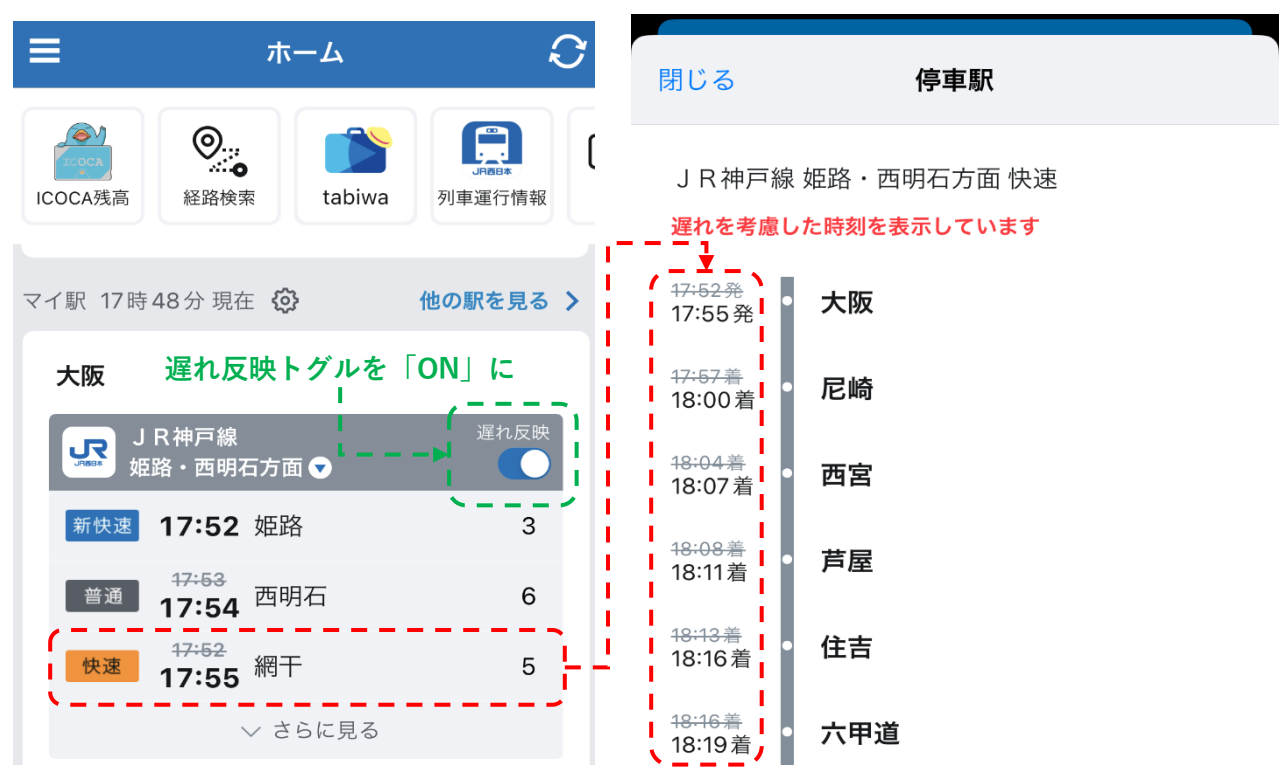 ホーム
ICOCA
ICOCA残高
経路検索
tabiwa
JR西日本
列車運行情報
マイ駅 17時48分 現在
他の駅を見る
大阪
遅れ反映トグルを「ON」に
JR
JR西日本
ＪＲ神戸線
姫路・西明石方面
遅れ反映
新快速 17:52 姫路 3
17:53
普通 17:54 西明石 6
17:52
快速 17:55 網干 5
さらに見る
閉じる
停車駅
ＪＲ神戸線 姫路・西明石方面 快速
遅れを考慮した時刻を表示しています
17:52発
17:55発 大阪
17:57着
18:00着 尼崎
18:04着
18:07着 西宮
18:08着
18:11着 芦屋
18:13着
18:16着 住吉
18:16着
18:19着 六甲道